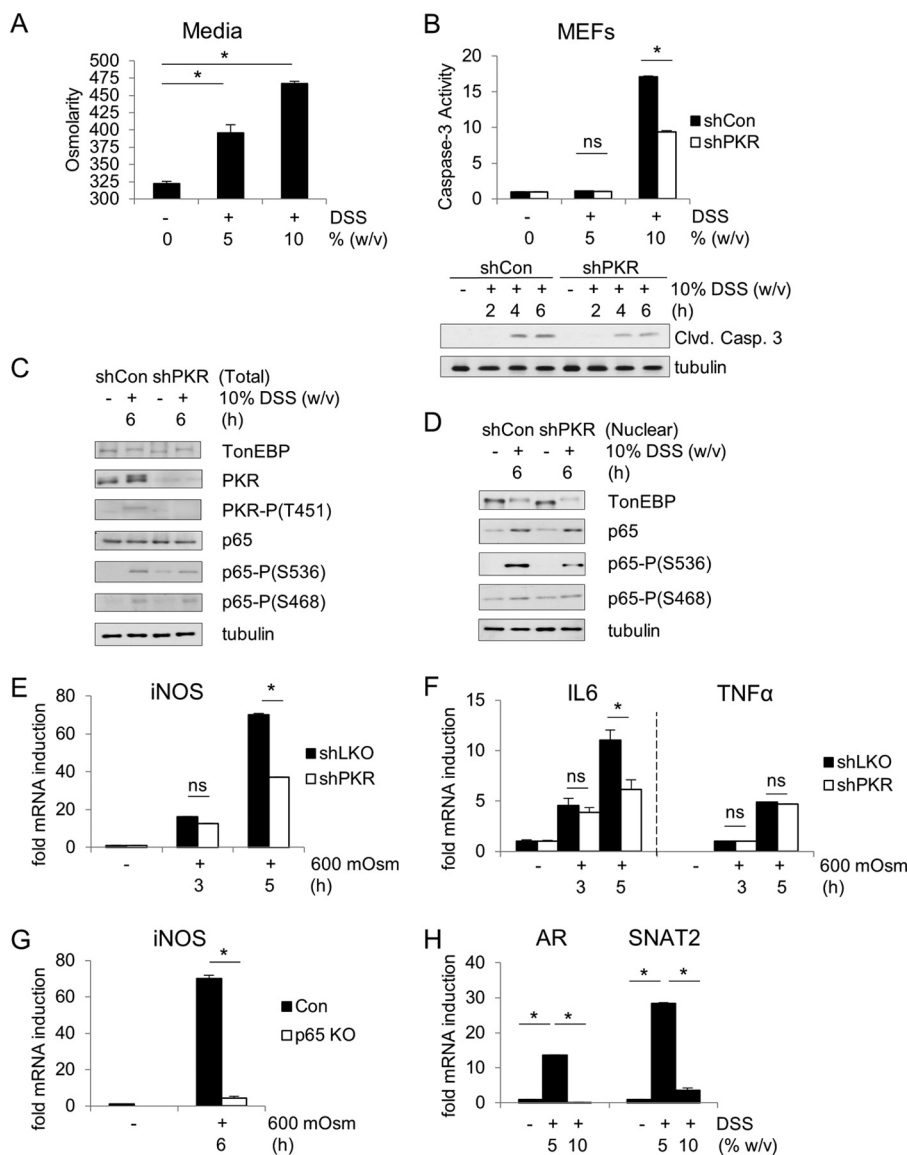 A
Media
Osmolarity
500
475
450
425
400
375
350
325
300
*
*
- + + DSS
0 5 10 % (w/v)
B
MEFs
Caspase-3 Activity
20
15
10
5
0
ns
*
shCon
shPKR
- + + DSS
0 5 10 % (w/v)
shCon shPKR
- + + + - + + + 10% DSS (w/v)
2 4 6 2 4 6 (h)
Clvd. Casp. 3
tubulin
C
shCon shPKR (Total)
- + - + 10% DSS (w/v)
6 6 (h)
TonEBP
PKR
PKR-P(T451)
p65
p65-P(S536)
p65-P(S468)
tubulin
D
shCon shPKR (Nuclear)
- + - + 10% DSS (w/v)
6 6 (h)
TonEBP
p65
p65-P(S536)
p65-P(S468)
tubulin
E
iNOS
fold mRNA induction
80
60
40
20
0
ns
*
shLKO
shPKR
- + + 600 mOsm
3 5 (h)
F
IL6 TNFα
fold mRNA induction
15
10
5
0
ns
*
ns
ns
shLKO
shPKR
- + + - + + 600 mOsm
3 5 3 5 (h)
G
iNOS
fold mRNA induction
80
60
40
20
0
*
Con
p65 KO
- + 600 mOsm
6 (h)
H
AR SNAT2
fold mRNA induction
40
30
20
10
0
* *
* *
- + + - + + DSS
5 10 5 10 (% w/v)